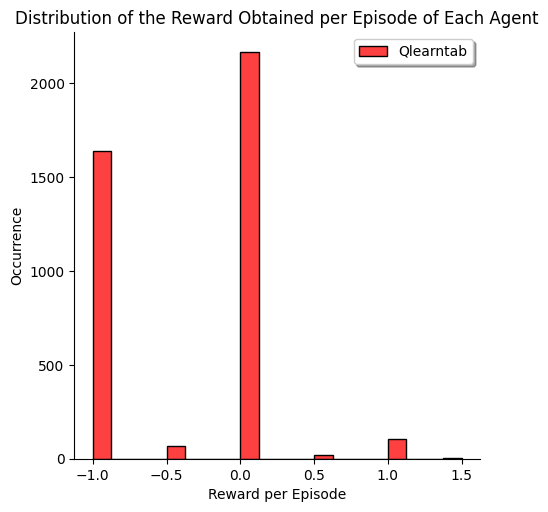 Distribution of the Reward Obtained per Episode of Each Agent
Qlearntab
2000
1500
1000
500
0
Occurrence
−1.0 −0.5 0.0 0.5 1.0 1.5
Reward per Episode